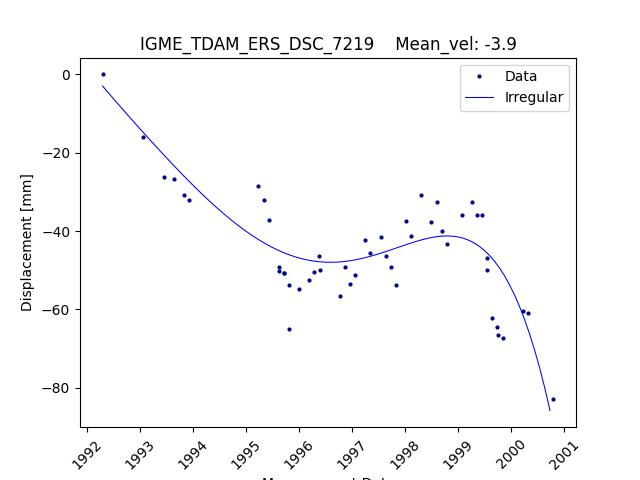 IGME_TDAM_ERS_DSC_7219    Mean_vel: -3.9
Data
Irregular
Displacement [mm]
0
−20
−40
−60
−80
1992 1993 1994 1995 1996 1997 1998 1999 2000 2001